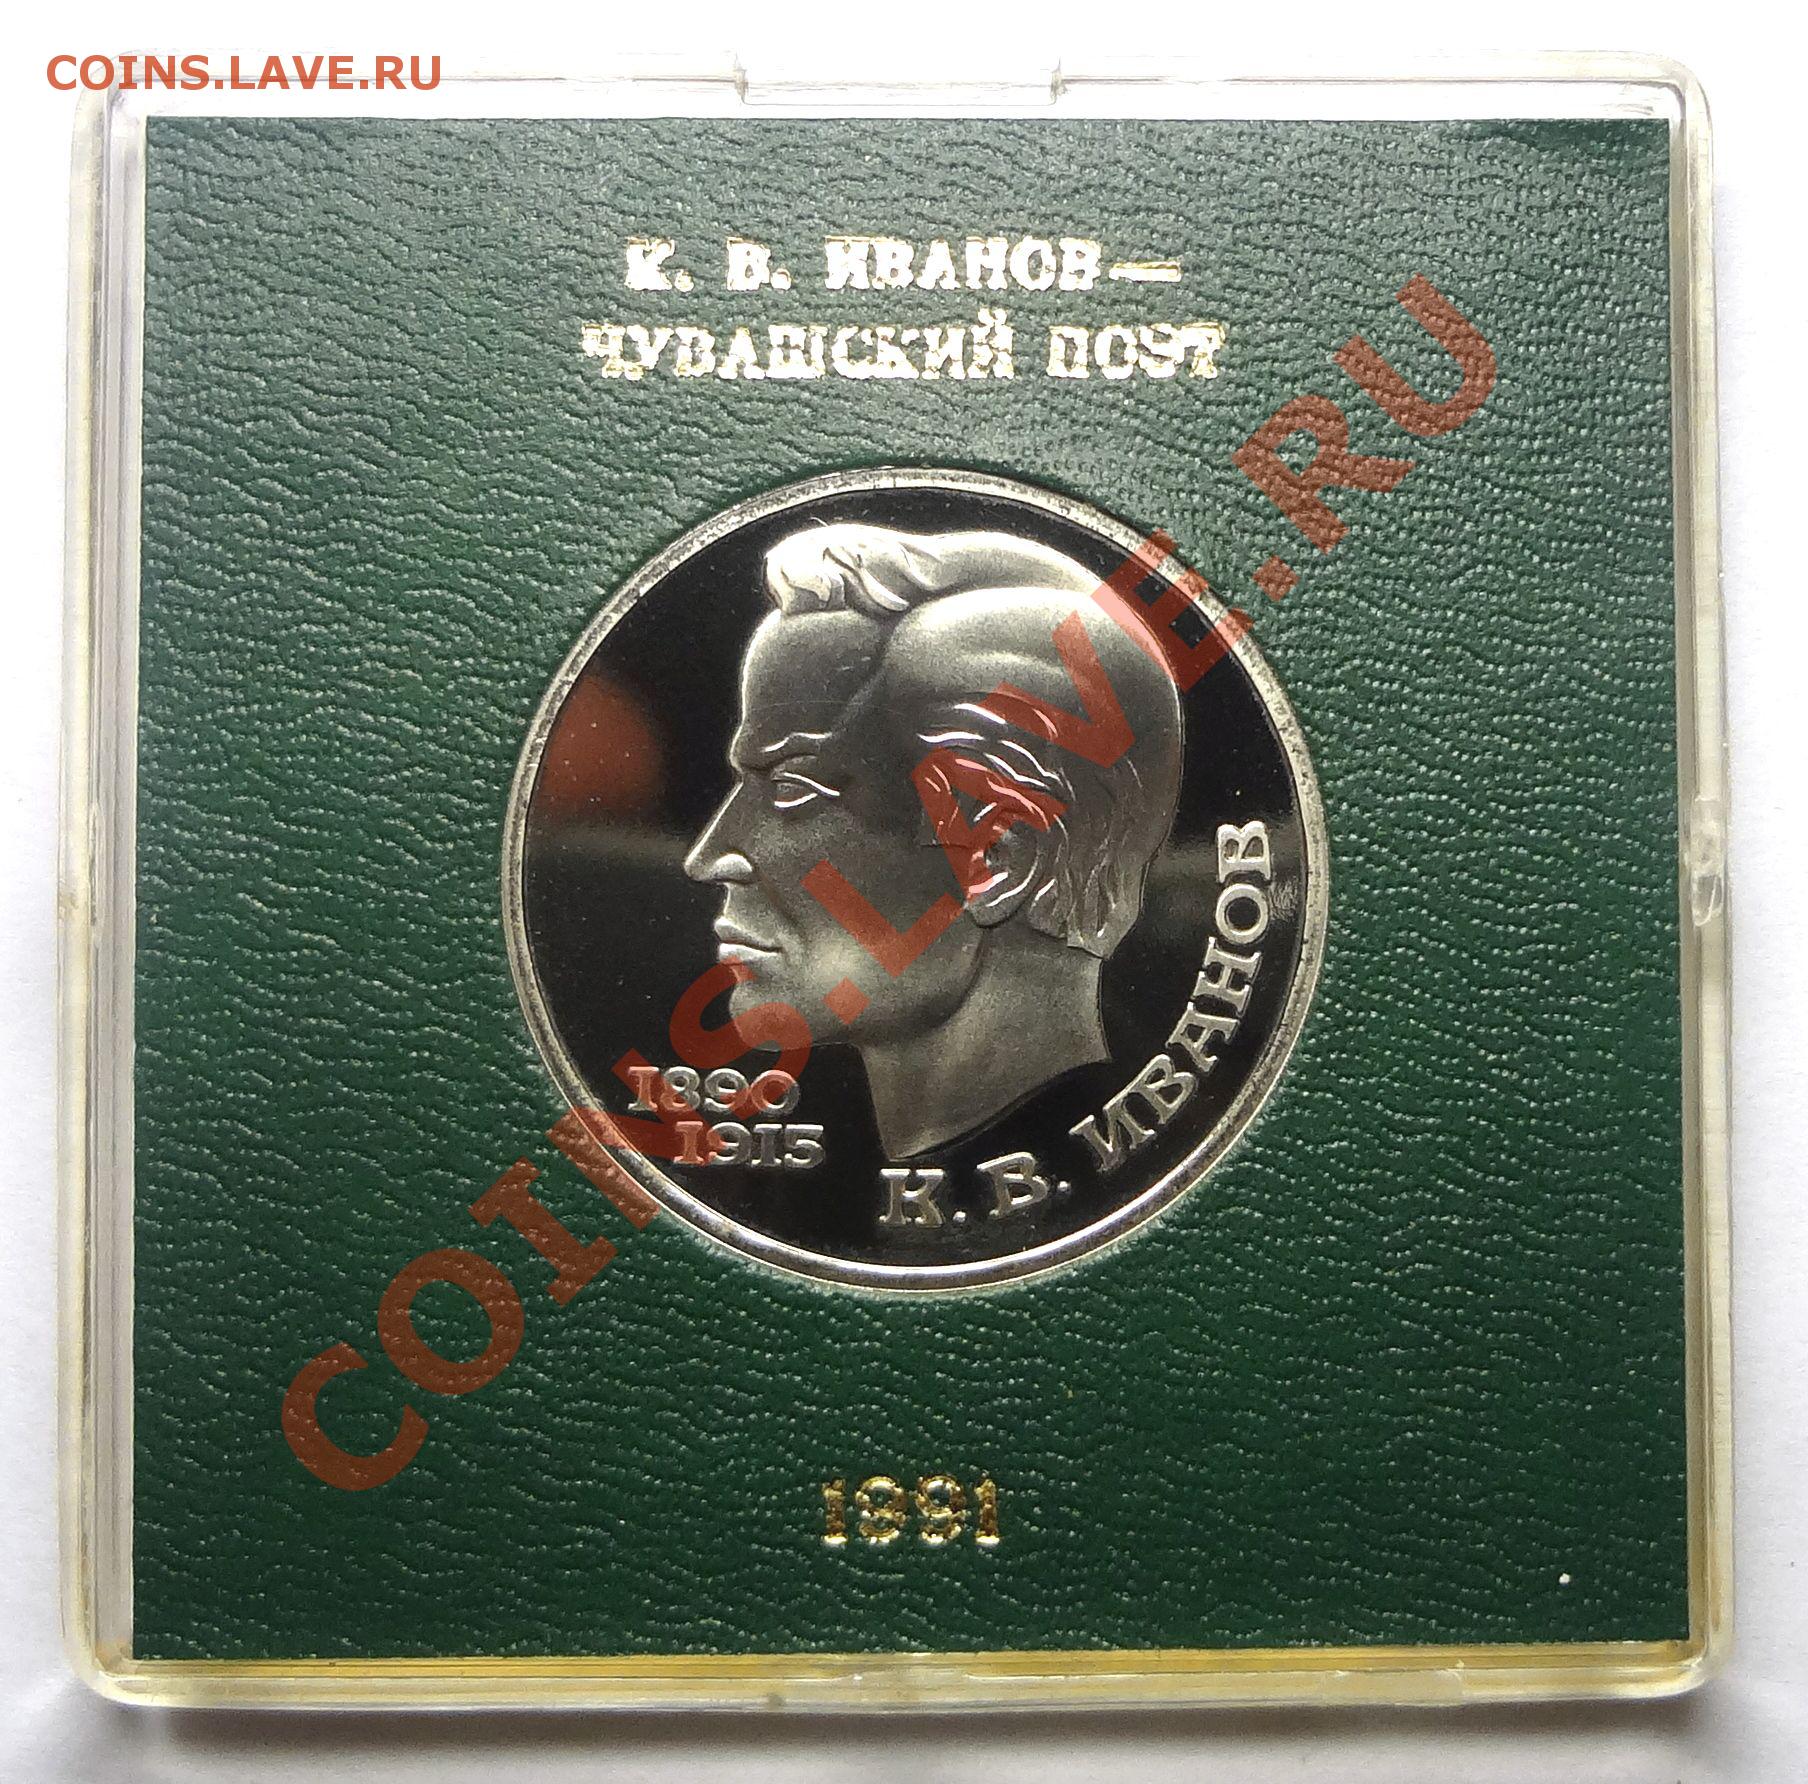 COINS.LAVE.RU
К. В. ИВАНОВ—
ЧУВАШСКИЙ ПОЭТ
COINS.LAVE.RU
1890
1915
К. В. ИВАНОВ
1991